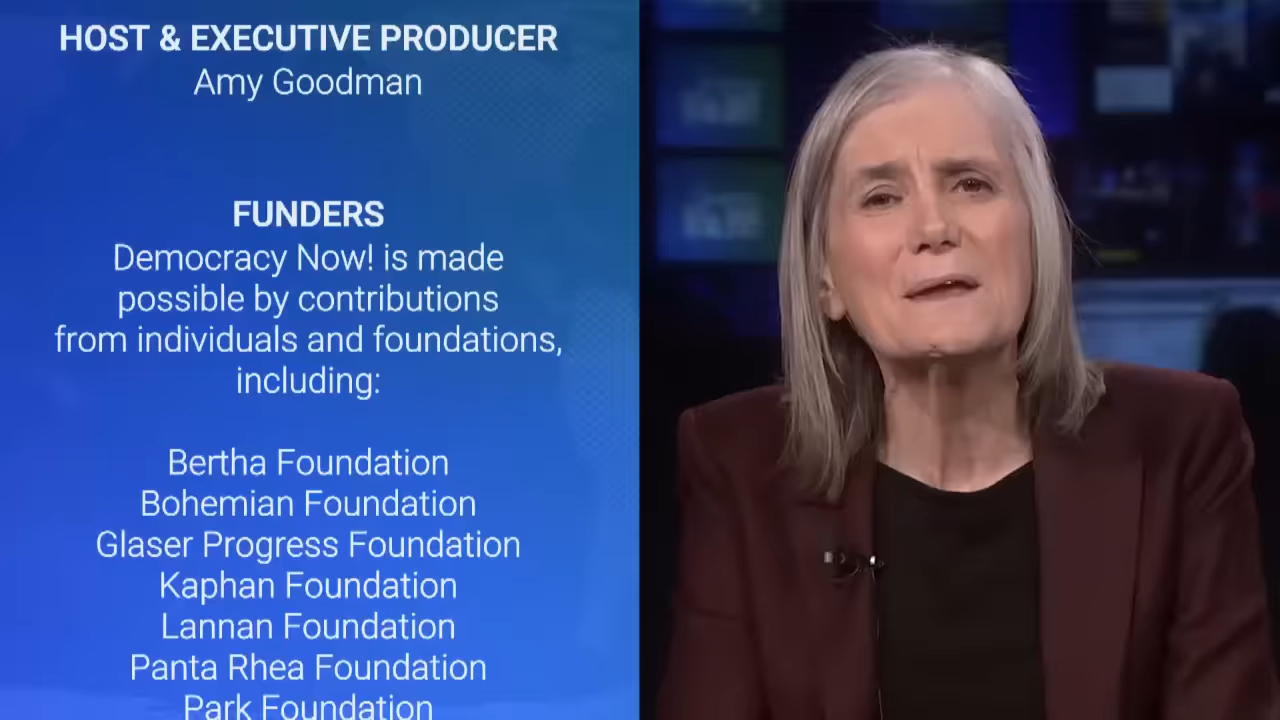 HOST & EXECUTIVE PRODUCER
Amy Goodman
FUNDERS
Democracy Now! is made
possible by contributions
from individuals and foundations,
including:
Bertha Foundation
Bohemian Foundation
Glaser Progress Foundation
Kaphan Foundation
Lannan Foundation
Panta Rhea Foundation
Park Foundation